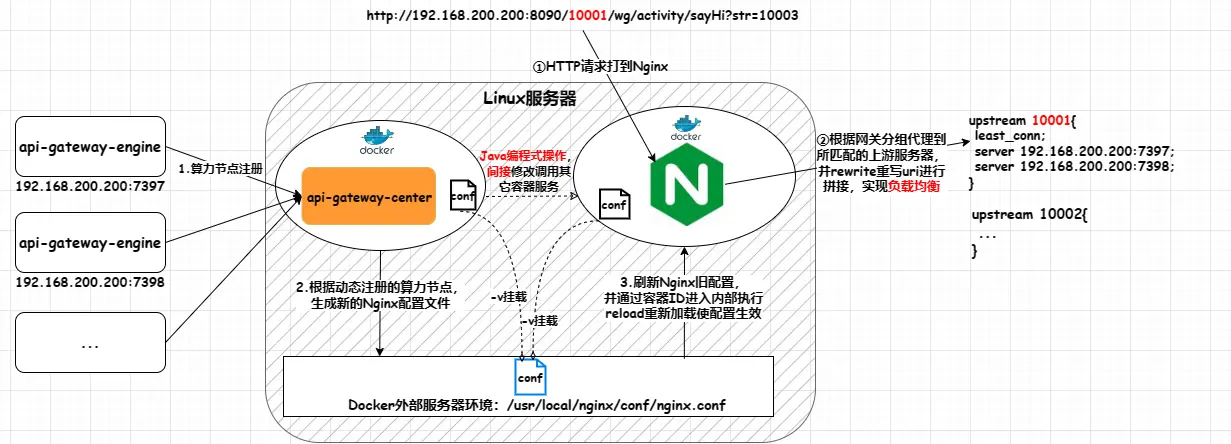 http://192.168.200.200:8090/10001/wg/activity/sayHi?str=10003
①HTTP请求打到Nginx
Linux服务器
api-gateway-engine
192.168.200.200:7397
api-gateway-engine
192.168.200.200:7398
...
1.算力节点注册
docker
api-gateway-center
conf
Java编程式操作,
间接修改调用其
它容器服务
docker
conf
N
②根据网关分组代理到
所匹配的上游服务器,
并rewrite重写uri进行
拼接，实现负载均衡
upstream 10001{
least_conn;
server 192.168.200.200:7397;
server 192.168.200.200:7398;
}
upstream 10002{
...
}
2.根据动态注册的算力节点,
生成新的Nginx配置文件
-v挂载
-v挂载
3.刷新Nginx旧配置,
并通过容器ID进入内部执行
reload重新加载使配置生效
conf
Docker外部服务器环境：/usr/local/nginx/conf/nginx.conf